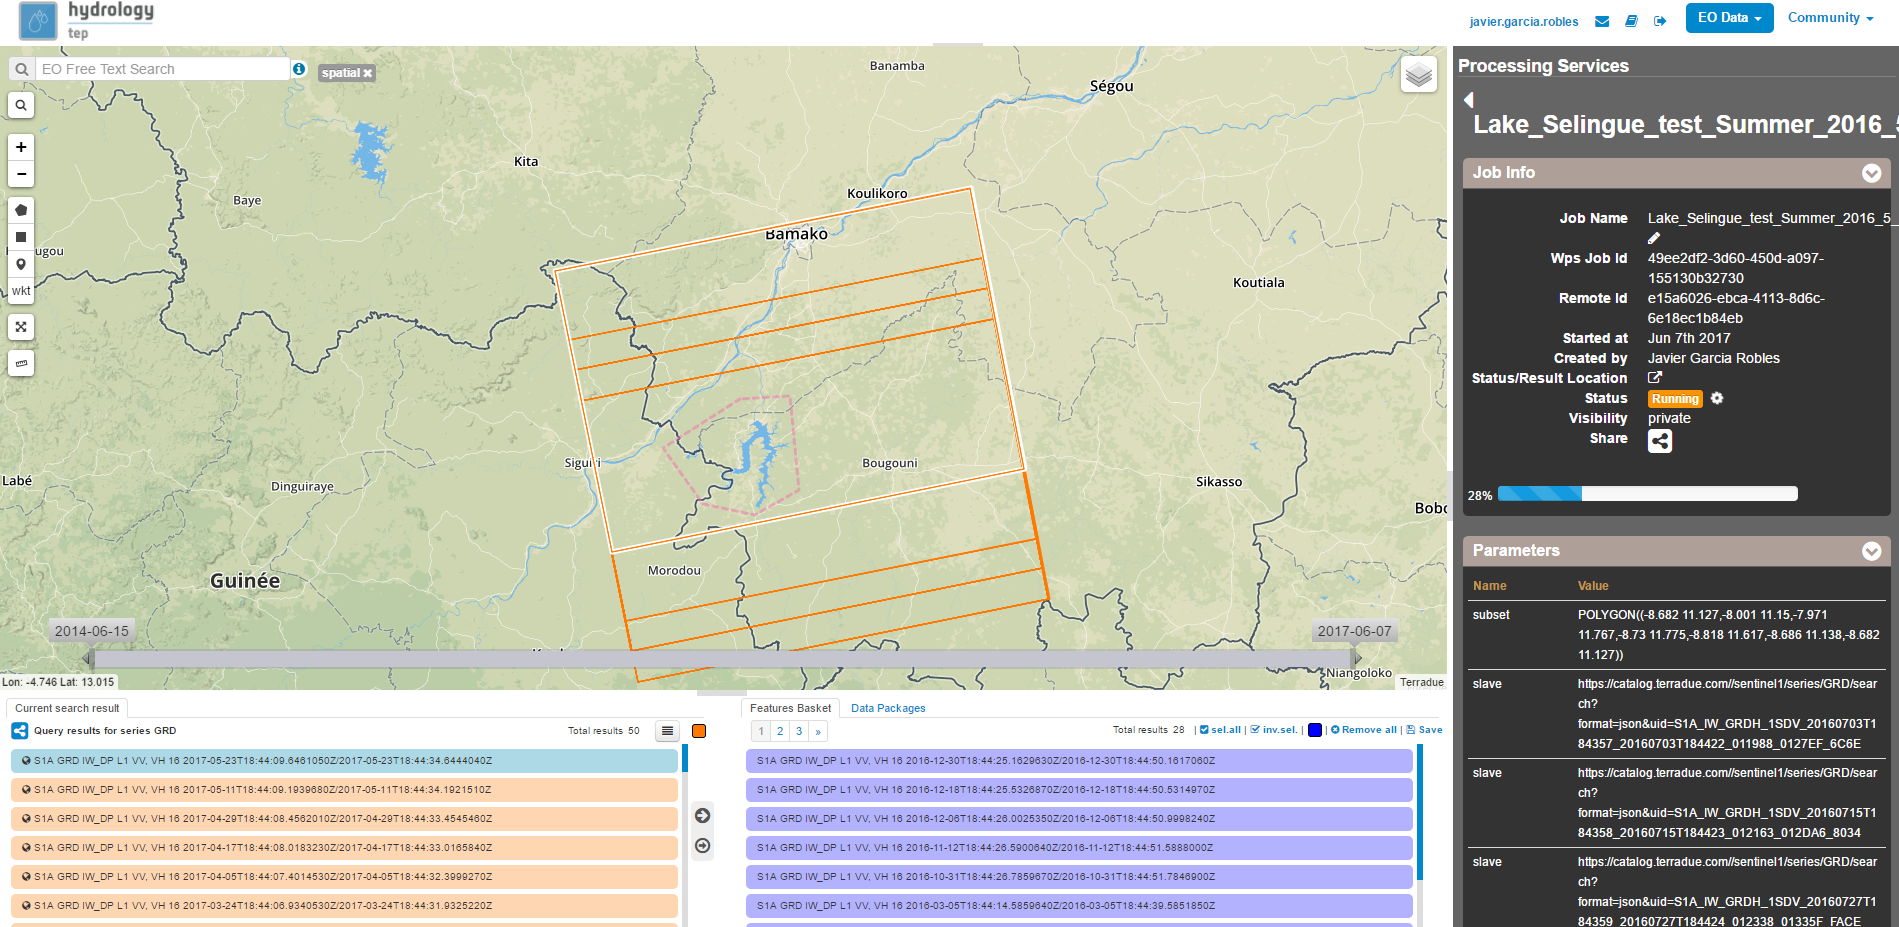 hydrology
tep
javier.garcia.robles
EO Data
Community
EO Free Text Search
spatial
wkt
Banamba
Ségou
Kita
Baye
Koulikoro
Bamako
ugou
Koutiala
Siguiri
Bougouni
Labé
Dinguiraye
Sikasso
Guinée
Morodou
Niangoloko
2014-06-15
2017-06-07
Lon: -4.746 Lat: 13.015
Terradue
Processing Services
Lake_Selingue_test_Summer_2016_5
Job Info
Job Name Lake_Selingue_test_Summer_2016_5_
Wps Job Id 49ee2df2-3d60-450d-a097-
155130b32730
Remote Id e15a6026-ebca-4113-8d6c-
6e18ec1b84eb
Started at Jun 7th 2017
Created by Javier Garcia Robles
Status/Result Location
Status Running
Visibility private
Share
28%
Parameters
Name Value
subset POLYGON((-8.682 11.127,-8.001 11.15,-7.971
11.767,-8.73 11.775,-8.818 11.617,-8.686 11.138,-8.682
11.127))
slave https://catalog.terradue.com//sentinel1/series/GRD/sear
ch?
format=json&uid=S1A_IW_GRDH_1SDV_20160703T1
84357_20160703T184422_011988_0127EF_6C6E
slave https://catalog.terradue.com//sentinel1/series/GRD/sear
ch?
format=json&uid=S1A_IW_GRDH_1SDV_20160715T1
84358_20160715T184423_012163_012DA6_8034
slave https://catalog.terradue.com//sentinel1/series/GRD/sear
ch?
format=json&uid=S1A_IW_GRDH_1SDV_20160727T1
84359_20160727T184424_012338_01335F_FACE
Current search result
Query results for series GRD Total results 50
S1A GRD IW_DP L1 VV, VH 16 2017-05-23T18:44:09.6461050Z/2017-05-23T18:44:34.6444040Z
S1A GRD IW_DP L1 VV, VH 16 2017-05-11T18:44:09.1939680Z/2017-05-11T18:44:34.1921510Z
S1A GRD IW_DP L1 VV, VH 16 2017-04-29T18:44:08.4562010Z/2017-04-29T18:44:33.4545460Z
S1A GRD IW_DP L1 VV, VH 16 2017-04-17T18:44:08.0183230Z/2017-04-17T18:44:33.0165840Z
S1A GRD IW_DP L1 VV, VH 16 2017-04-05T18:44:07.4014530Z/2017-04-05T18:44:32.3999270Z
S1A GRD IW_DP L1 VV, VH 16 2017-03-24T18:44:06.9340530Z/2017-03-24T18:44:31.9325220Z
Features Basket Data Packages
1 2 3 » Total results 28 | sel.all | inv.sel. | | Remove all | Save
S1A GRD IW_DP L1 VV, VH 16 2016-12-30T18:44:25.1629630Z/2016-12-30T18:44:50.1617060Z
S1A GRD IW_DP L1 VV, VH 16 2016-12-18T18:44:25.5326870Z/2016-12-18T18:44:50.5314970Z
S1A GRD IW_DP L1 VV, VH 16 2016-12-06T18:44:26.0025350Z/2016-12-06T18:44:50.9998240Z
S1A GRD IW_DP L1 VV, VH 16 2016-11-12T18:44:26.5900640Z/2016-11-12T18:44:51.5888000Z
S1A GRD IW_DP L1 VV, VH 16 2016-10-31T18:44:26.7859670Z/2016-10-31T18:44:51.7846900Z
S1A GRD IW_DP L1 VV, VH 16 2016-03-05T18:44:14.5859640Z/2016-03-05T18:44:39.5851850Z